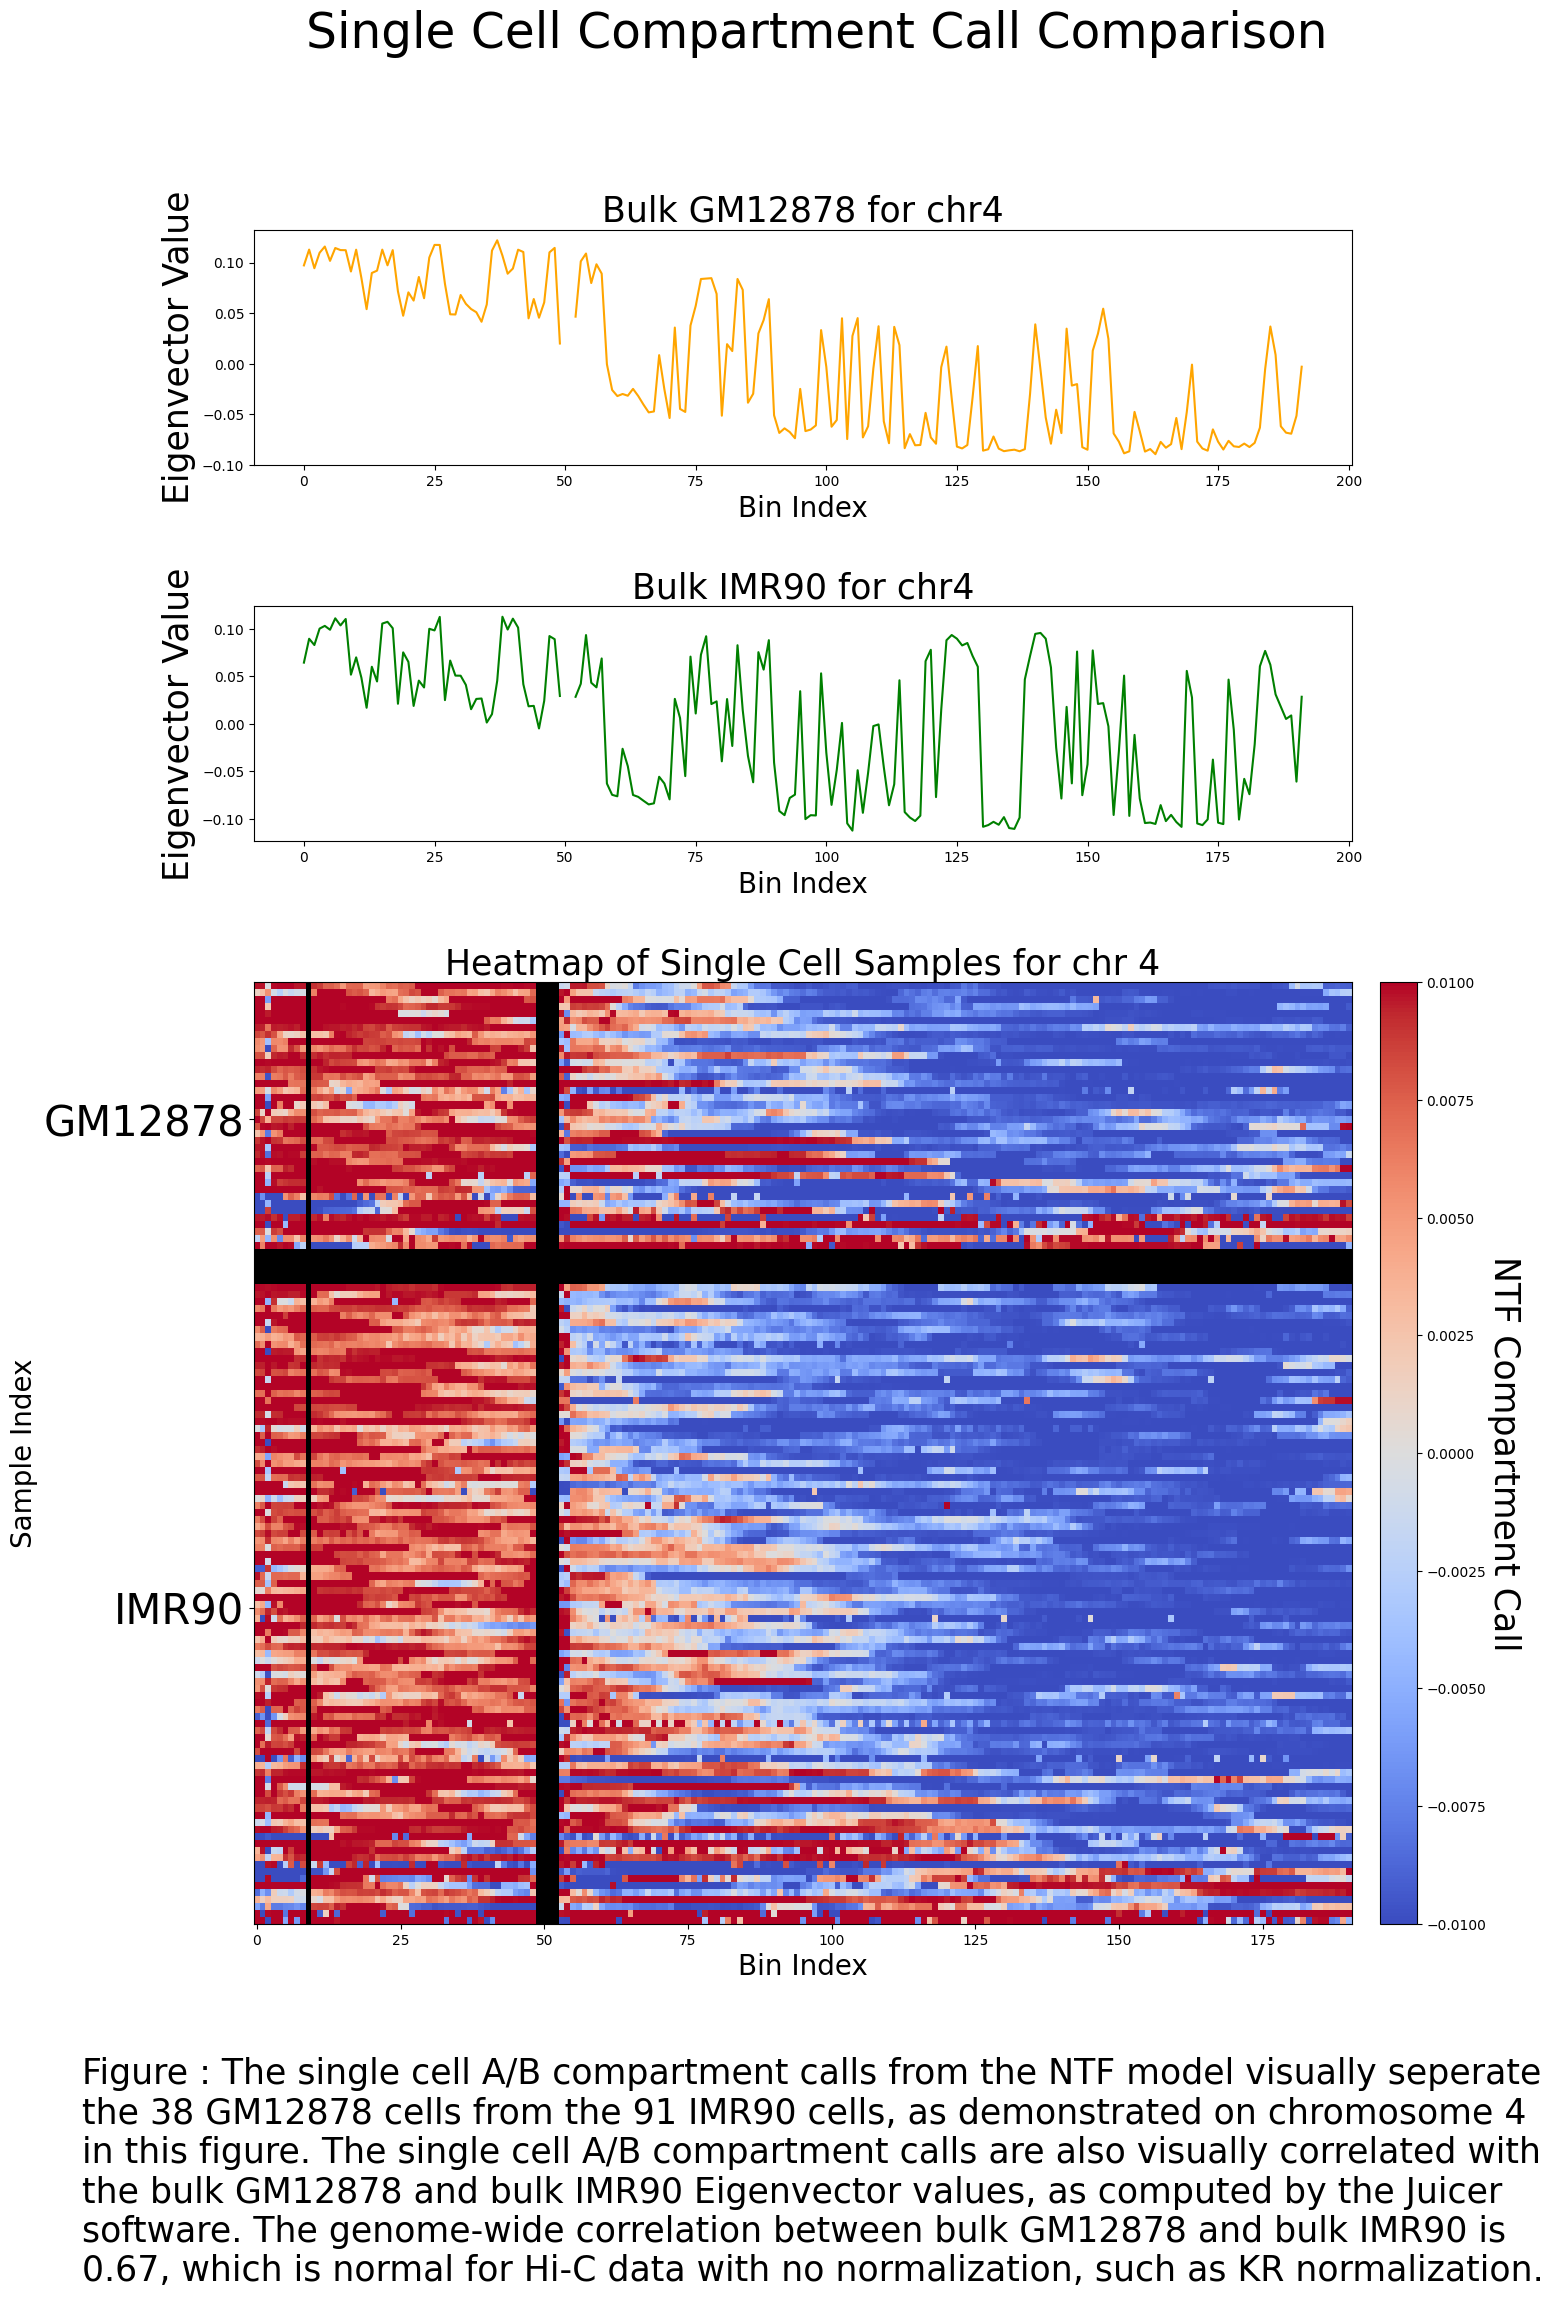 Single Cell Compartment Call Comparison
Bulk GM12878 for chr4
Eigenvector Value
0.10
0.05
0.00
−0.05
−0.10
0 25 50 75 100 125 150 175 200
Bin Index
Bulk IMR90 for chr4
Eigenvector Value
0.10
0.05
0.00
−0.05
−0.10
0 25 50 75 100 125 150 175 200
Bin Index
Heatmap of Single Cell Samples for chr 4
Sample Index
GM12878
IMR90
0 25 50 75 100 125 150 175
Bin Index
0.0100
0.0075
0.0050
0.0025
0.0000
−0.0025
−0.0050
−0.0075
−0.0100
NTF Compartment Call
Figure : The single cell A/B compartment calls from the NTF model visually seperate
the 38 GM12878 cells from the 91 IMR90 cells, as demonstrated on chromosome 4
in this figure. The single cell A/B compartment calls are also visually correlated with
the bulk GM12878 and bulk IMR90 Eigenvector values, as computed by the Juicer
software. The genome-wide correlation between bulk GM12878 and bulk IMR90 is
0.67, which is normal for Hi-C data with no normalization, such as KR normalization.